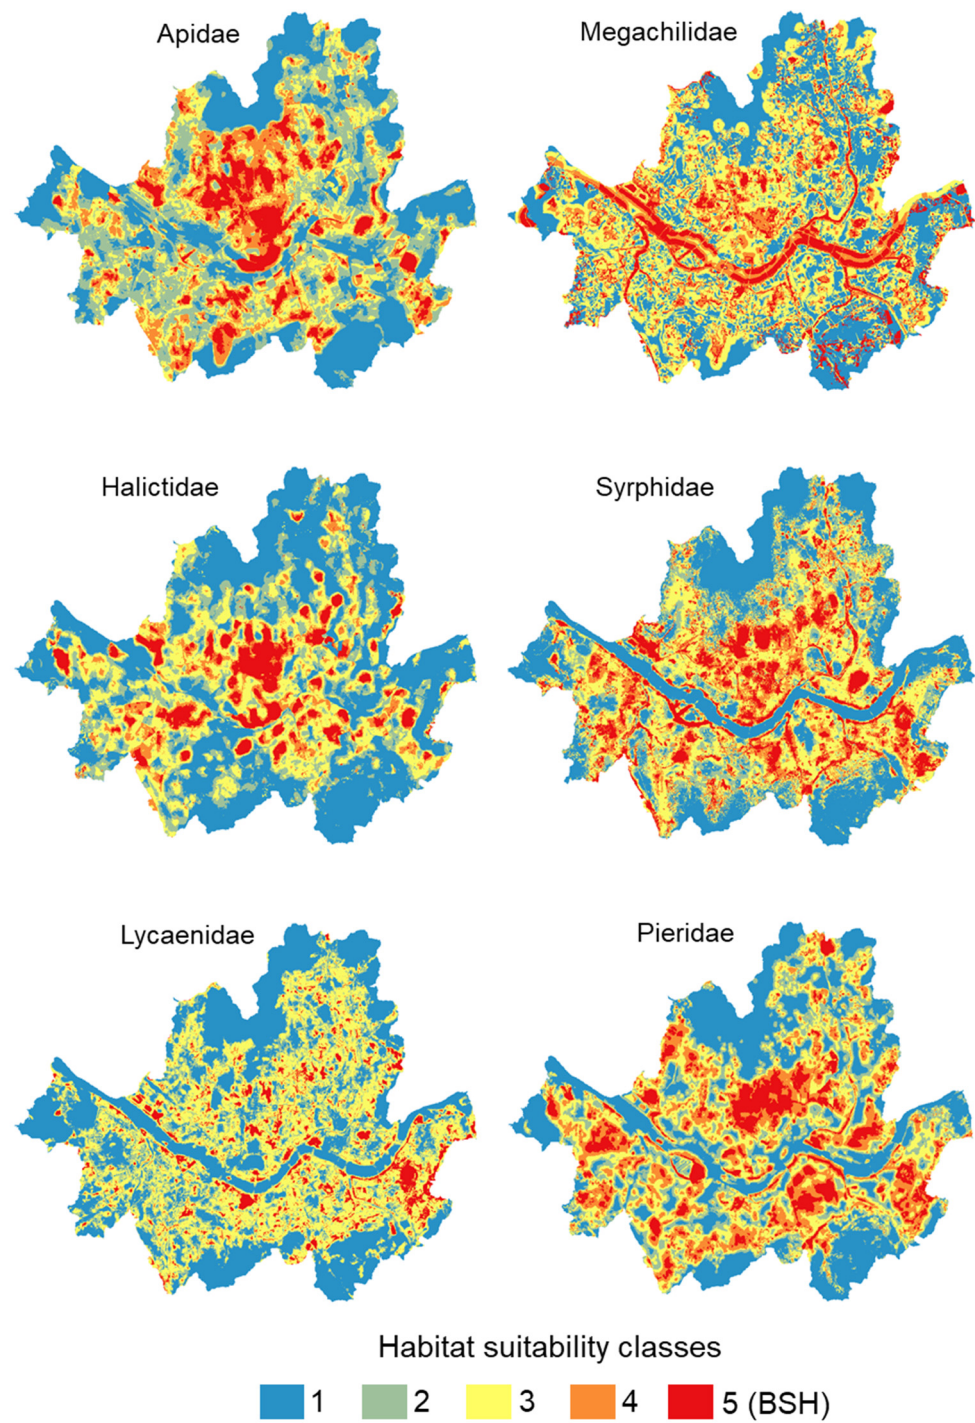 Apidae
Megachilidae
Halictidae
Syrphidae
Lycaenidae
Pieridae
Habitat suitability classes
1 2 3 4 5 (BSH)